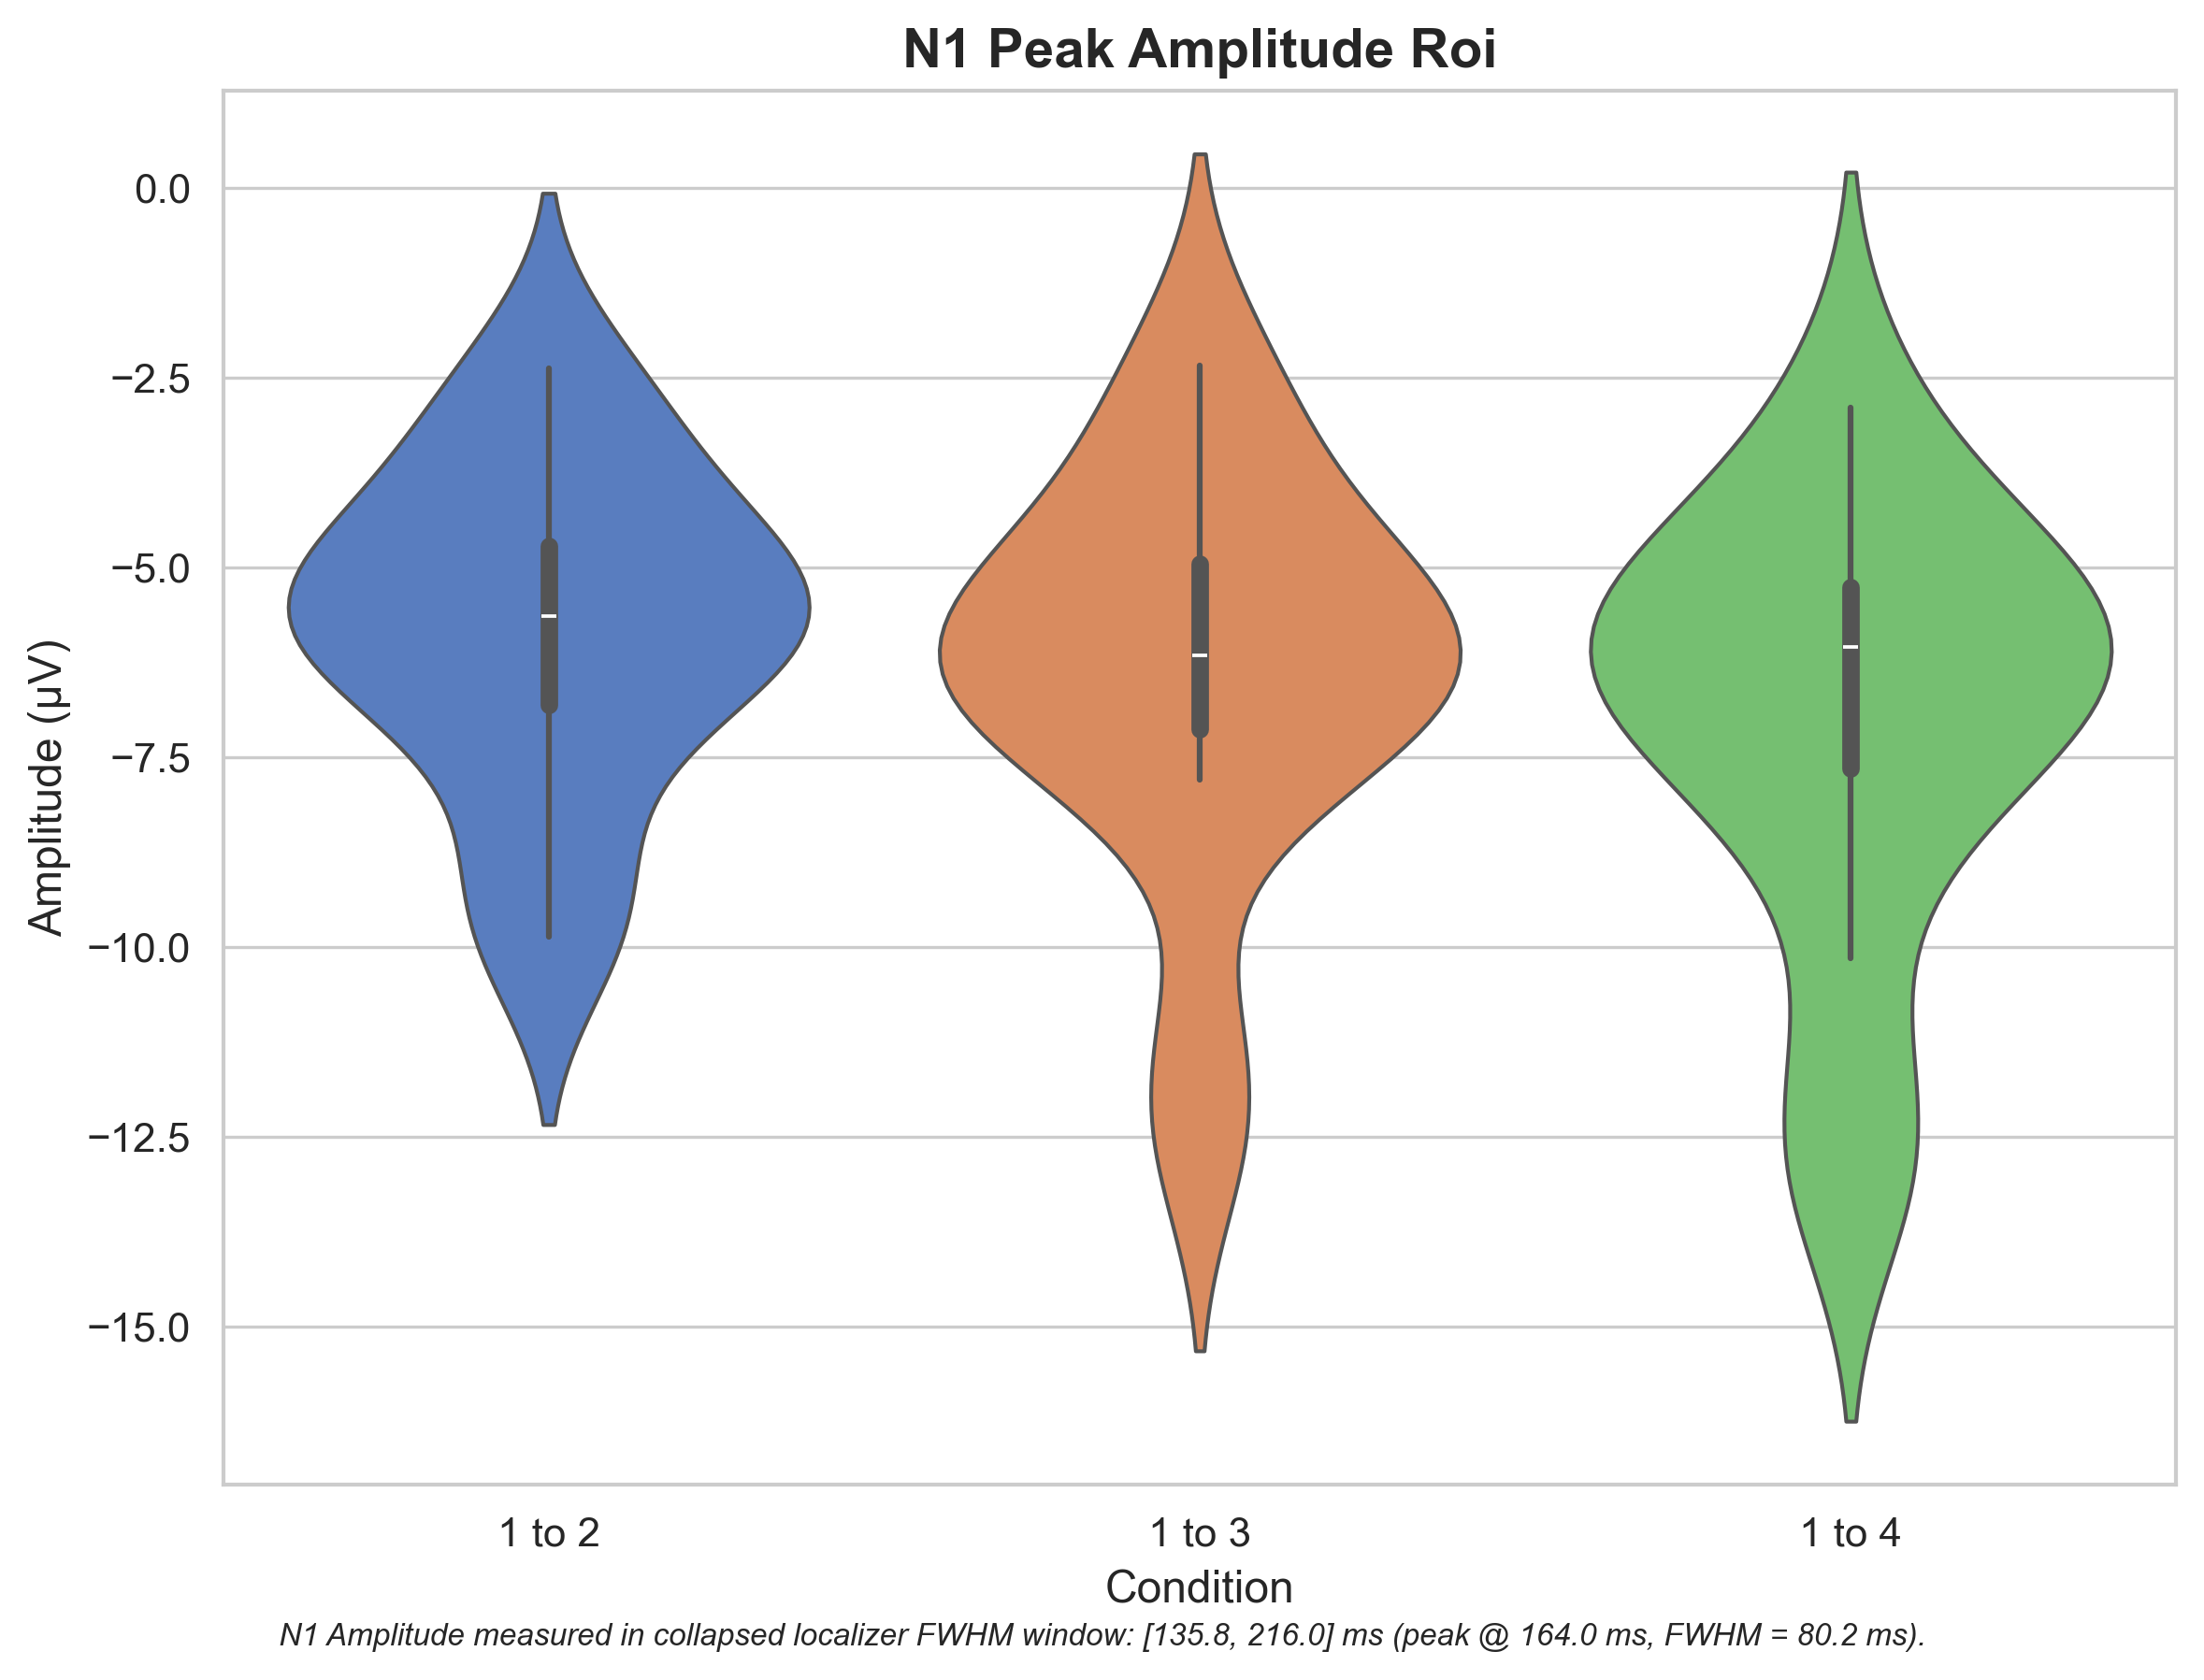 N1 Peak Amplitude Roi
Amplitude (µV)
0.0
−2.5
−5.0
−7.5
−10.0
−12.5
−15.0
1 to 2
1 to 3
1 to 4
Condition
N1 Amplitude measured in collapsed localizer FWHM window: [135.8, 216.0] ms (peak @ 164.0 ms, FWHM = 80.2 ms).